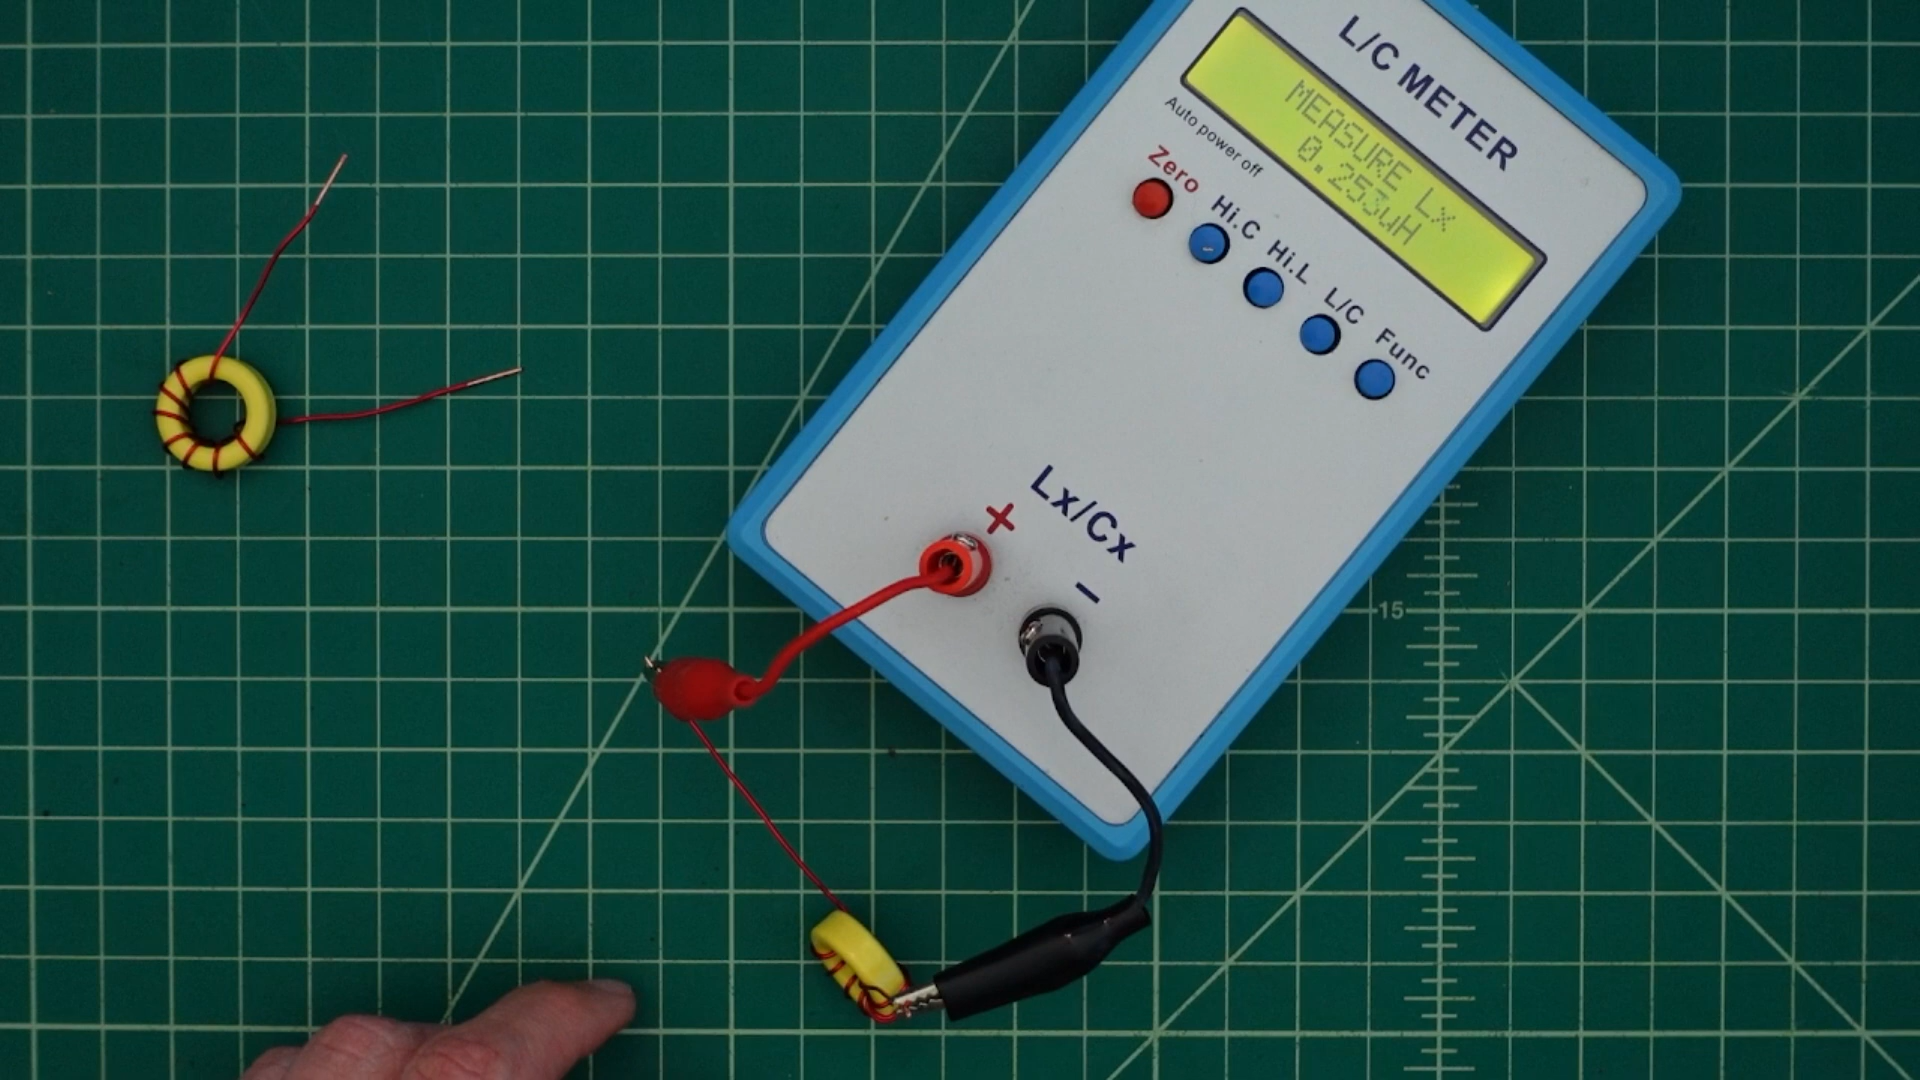 L/C METER
MEASURE Lx
0.253uH
Auto power off
Zero
Hi.C
Hi.L
L/C
Func
Lx/Cx
+
−
15